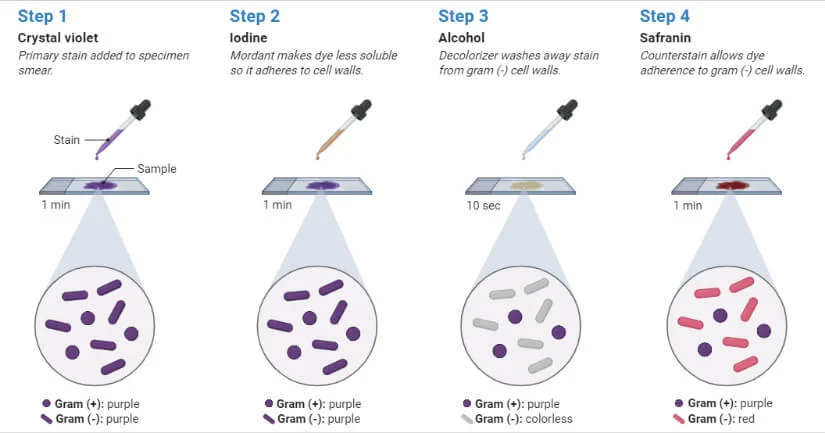 Step 1
Crystal violet
Primary stain added to specimen
smear.
Stain
Sample
1 min
Gram (+): purple
Gram (-): purple
Step 2
Iodine
Mordant makes dye less soluble
so it adheres to cell walls.
1 min
Gram (+): purple
Gram (-): purple
Step 3
Alcohol
Decolorizer washes away stain
from gram (-) cell walls.
10 sec
Gram (+): purple
Gram (-): colorless
Step 4
Safranin
Counterstain allows dye
adherence to gram (-) cell walls.
1 min
Gram (+): purple
Gram (-): red